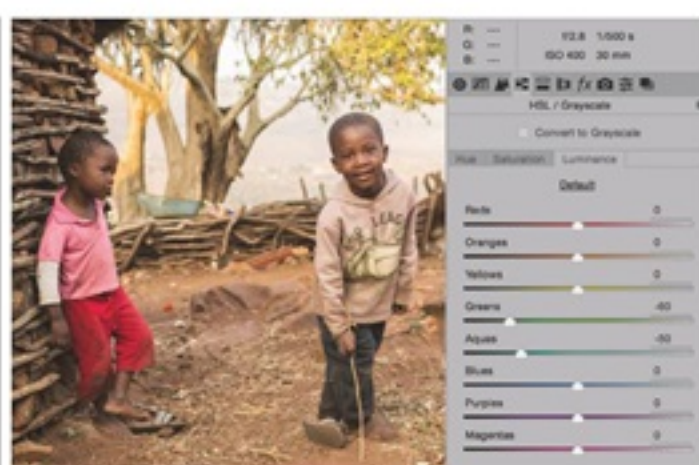 R: ---
G: ---
B: ---
f/2.8 1/500 s
ISO 400 30 mm
fx
HSL / Grayscale
Convert to Grayscale
Hue Saturation Luminance
Default
Reds 0
Oranges 0
Yellows 0
Greens -60
Aquas -50
Blues 0
Purples 0
Magentas 0